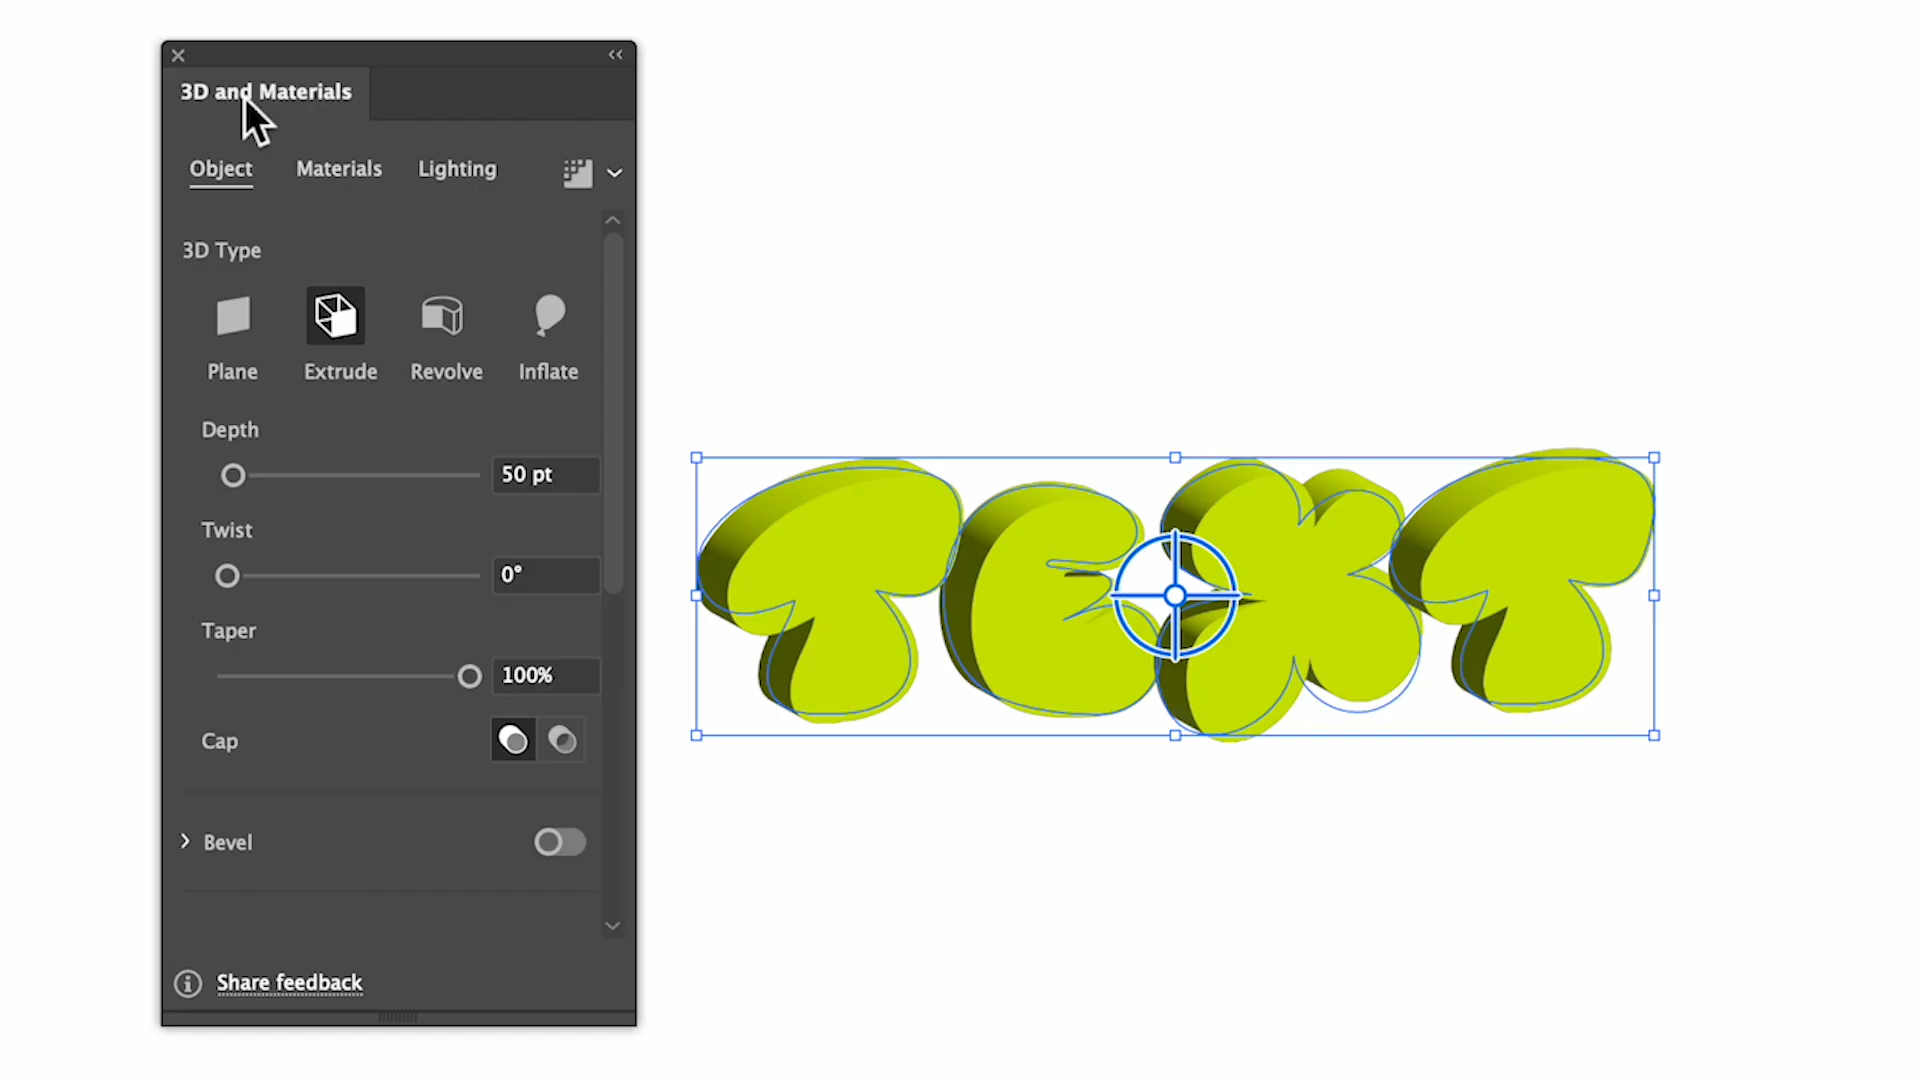 3D and Materials
Object Materials Lighting
3D Type
Plane Extrude Revolve Inflate
Depth
50 pt
Twist
0°
Taper
100%
Cap
Bevel
Share feedback
TEXT